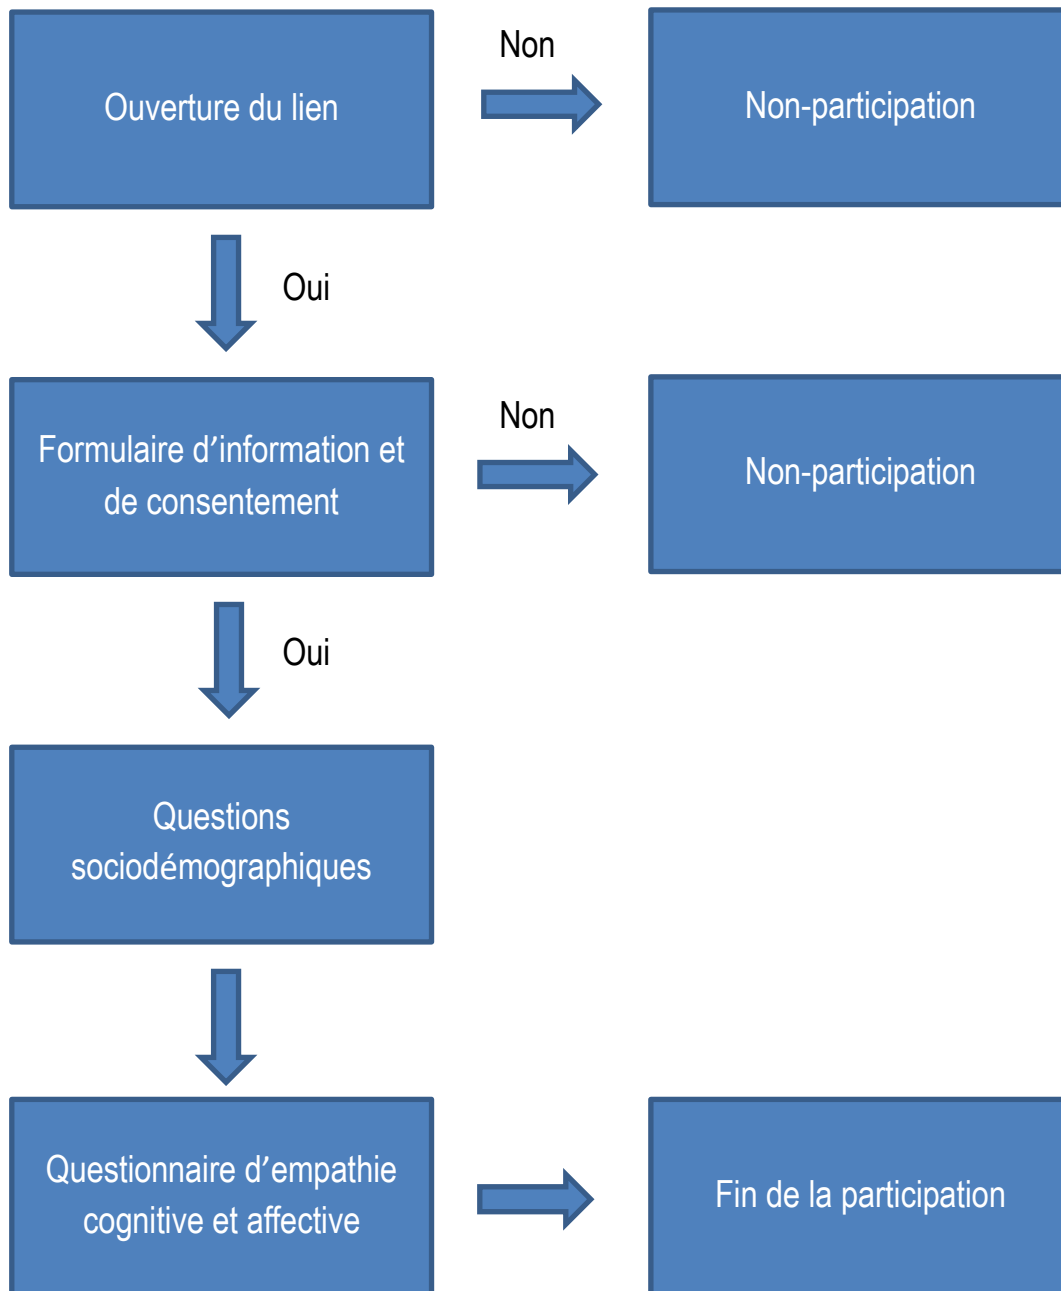 Ouverture du lien
Non
Non-participation
Oui
Formulaire d’information et
de consentement
Non
Non-participation
Oui
Questions
sociodémographiques
Questionnaire d’empathie
cognitive et affective
Fin de la participation